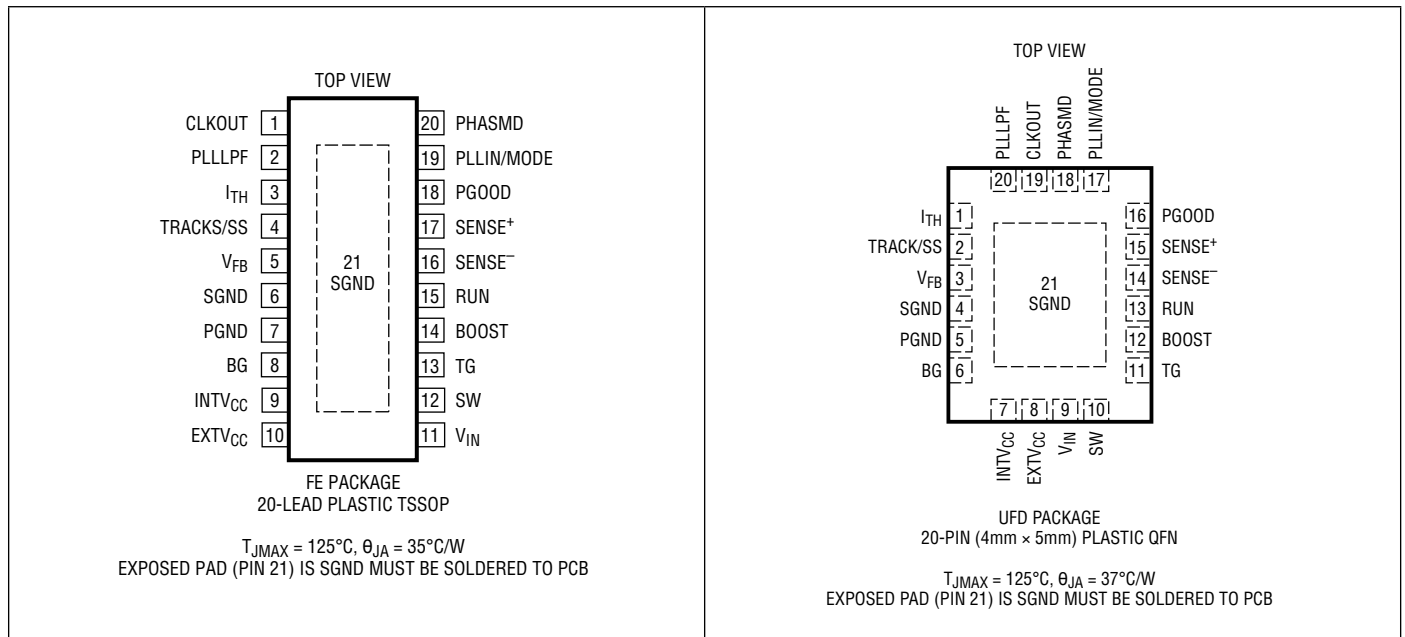 TOP VIEW
CLKOUT 1
PLLLPF 2
ITH 3
TRACKS/SS 4
VFB 5
SGND 6
PGND 7
BG 8
INTVCC 9
EXTVCC 10
21
SGND
20 PHASMD
19 PLLIN/MODE
18 PGOOD
17 SENSE+
16 SENSE–
15 RUN
14 BOOST
13 TG
12 SW
11 VIN
FE PACKAGE
20-LEAD PLASTIC TSSOP
TJMAX = 125°C, θJA = 35°C/W
EXPOSED PAD (PIN 21) IS SGND MUST BE SOLDERED TO PCB
TOP VIEW
PLLLPF
CLKOUT
PHASMD
PLLIN/MODE
20 19 18 17
ITH 1
TRACK/SS 2
VFB 3
SGND 4
PGND 5
BG 6
21
SGND
16 PGOOD
15 SENSE+
14 SENSE–
13 RUN
12 BOOST
11 TG
7 8 9 10
INTVCC
EXTVCC
VIN
SW
UFD PACKAGE
20-PIN (4mm × 5mm) PLASTIC QFN
TJMAX = 125°C, θJA = 37°C/W
EXPOSED PAD (PIN 21) IS SGND MUST BE SOLDERED TO PCB